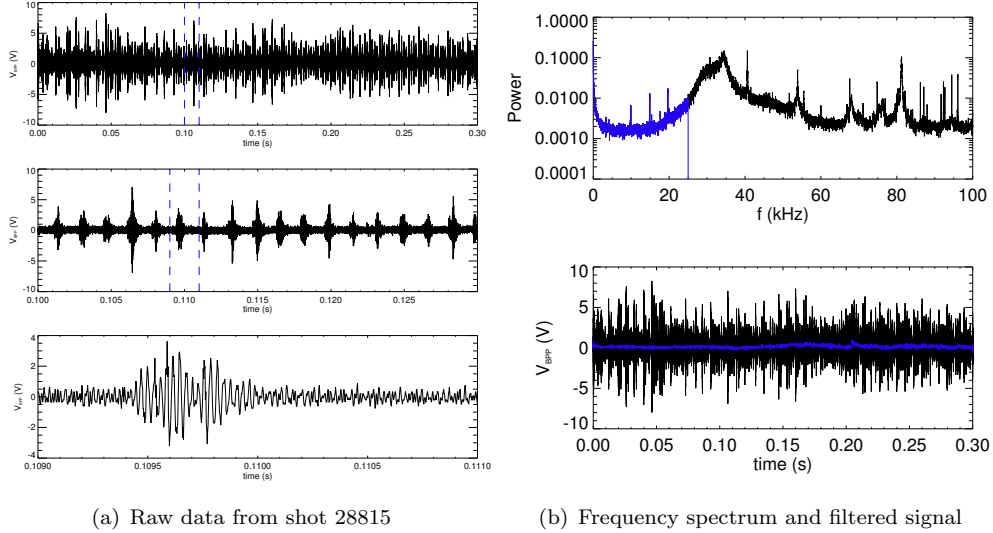 10
5
0
-5
-10
V_BPP (V)
0.00 0.05 0.10 0.15 0.20 0.25 0.30
time (s)
10
5
0
-5
-10
V_BPP (V)
0.100 0.105 0.110 0.115 0.120 0.125
time (s)
4
2
0
-2
-4
V_BPP (V)
0.1090 0.1095 0.1100 0.1105 0.1110
time (s)
(a) Raw data from shot 28815
1.0000
0.1000
0.0100
0.0010
0.0001
Power
0 20 40 60 80 100
f (kHz)
10
5
0
-5
-10
V_BPP (V)
0.00 0.05 0.10 0.15 0.20 0.25 0.30
time (s)
(b) Frequency spectrum and filtered signal